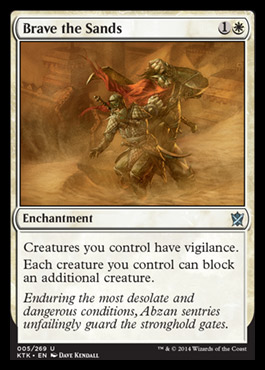 Brave the Sands 1
Enchantment
Creatures you control have vigilance.
Each creature you control can block
an additional creature.
Enduring the most desolate and
dangerous conditions, Abzan sentries
unfailingly guard the stronghold gates.
005/269 U
KTK • EN DAVE KENDALL
™ & © 2014 Wizards of the Coast